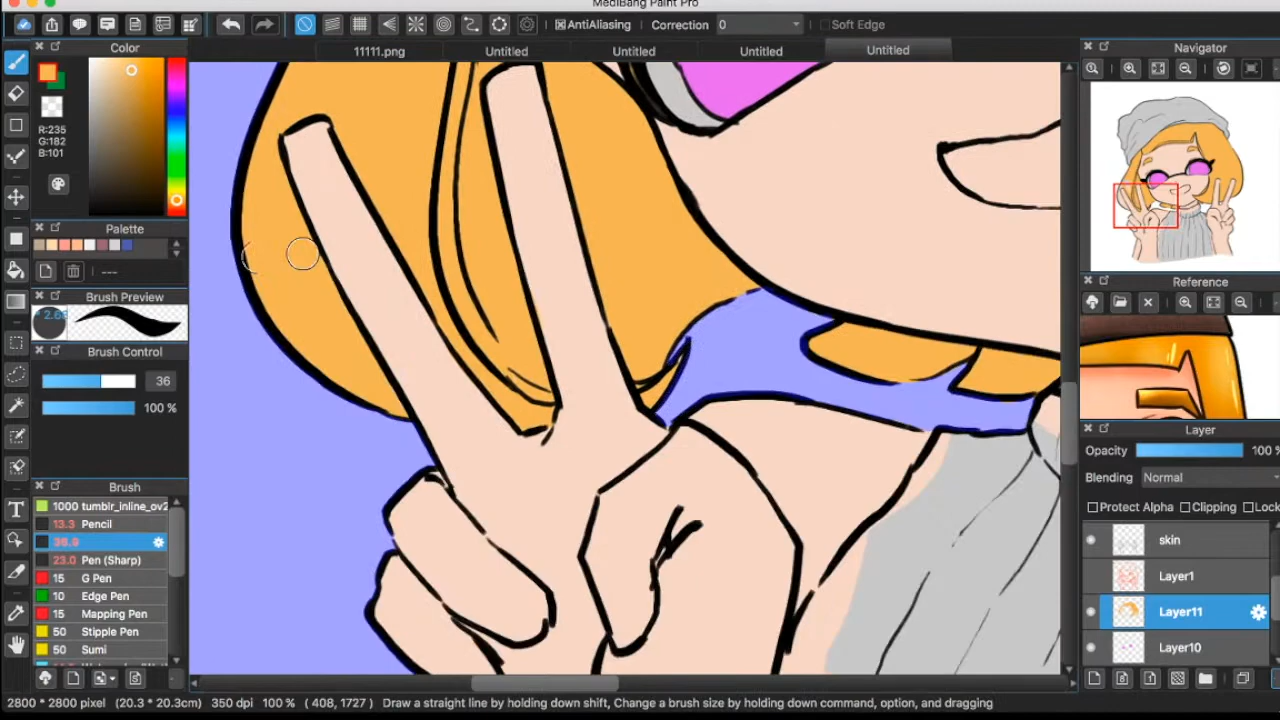 MediBang Paint Pro
AntiAliasing Correction 0 Soft Edge
11111.png Untitled Untitled Untitled Untitled
Color
R:235
G:182
B:101
Palette
---
Brush Preview
Brush Control
36
100 %
Brush
1000 tumblr_inline_ov2
13.3 Pencil
23.0 Pen (Sharp)
15 G Pen
10 Edge Pen
15 Mapping Pen
50 Stipple Pen
50 Sumi
Navigator
Reference
Layer
Opacity 100 %
Blending Normal
Protect Alpha Clipping Lock
skin
Layer1
Layer11
Layer10
2800 * 2800 pixel (20.3 * 20.3cm) 350 dpi 100 % ( 408, 1727 ) Draw a straight line by holding down shift, Change a brush size by holding down command, option, and dragging